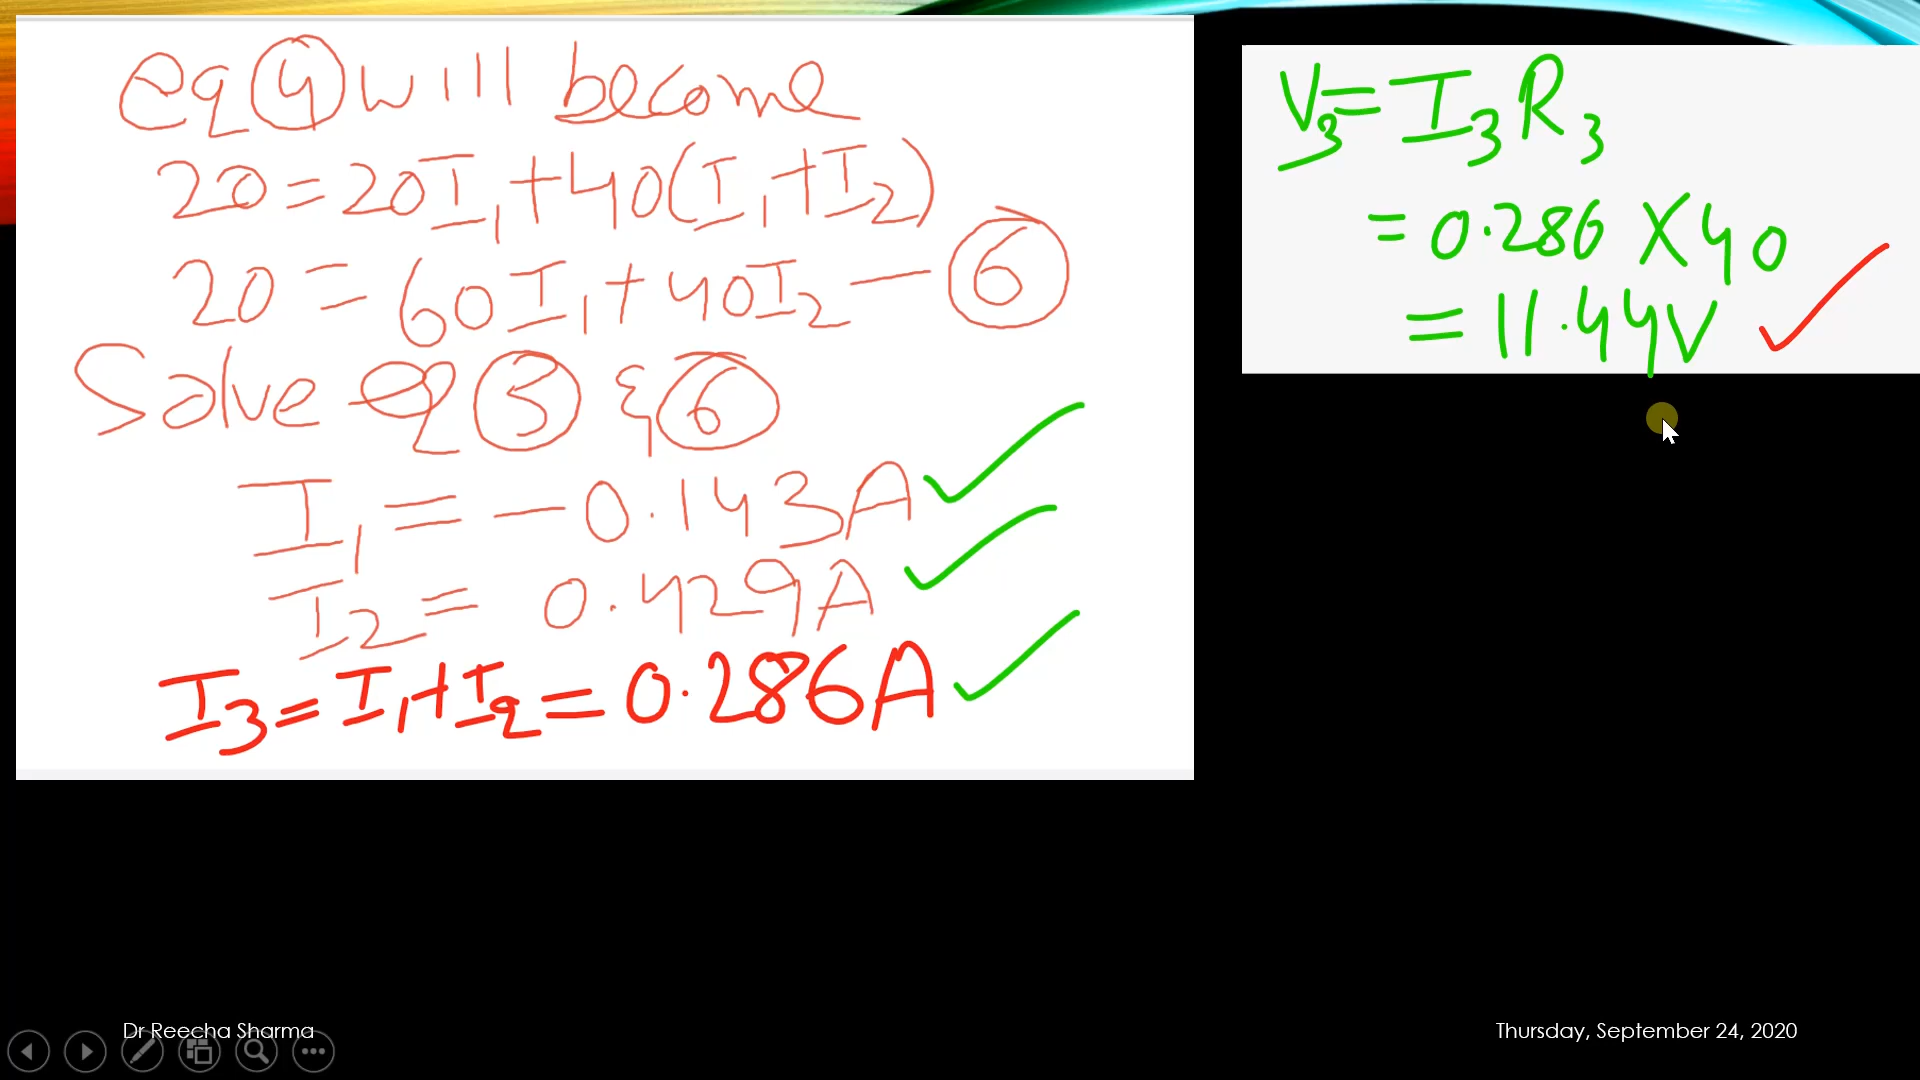 eq ④ will become
20 = 20I₁ + 40(I₁ + I₂)
20 = 60I₁ + 40I₂ — ⑥
Solve eq ⑤ & ⑥
I₁ = -0.143A
I₂ = 0.429A
I₃ = I₁ + I₂ = 0.286A
V₃ = I₃R₃
= 0.286 X 40
= 11.44V
Dr Reecha Sharma
Thursday, September 24, 2020